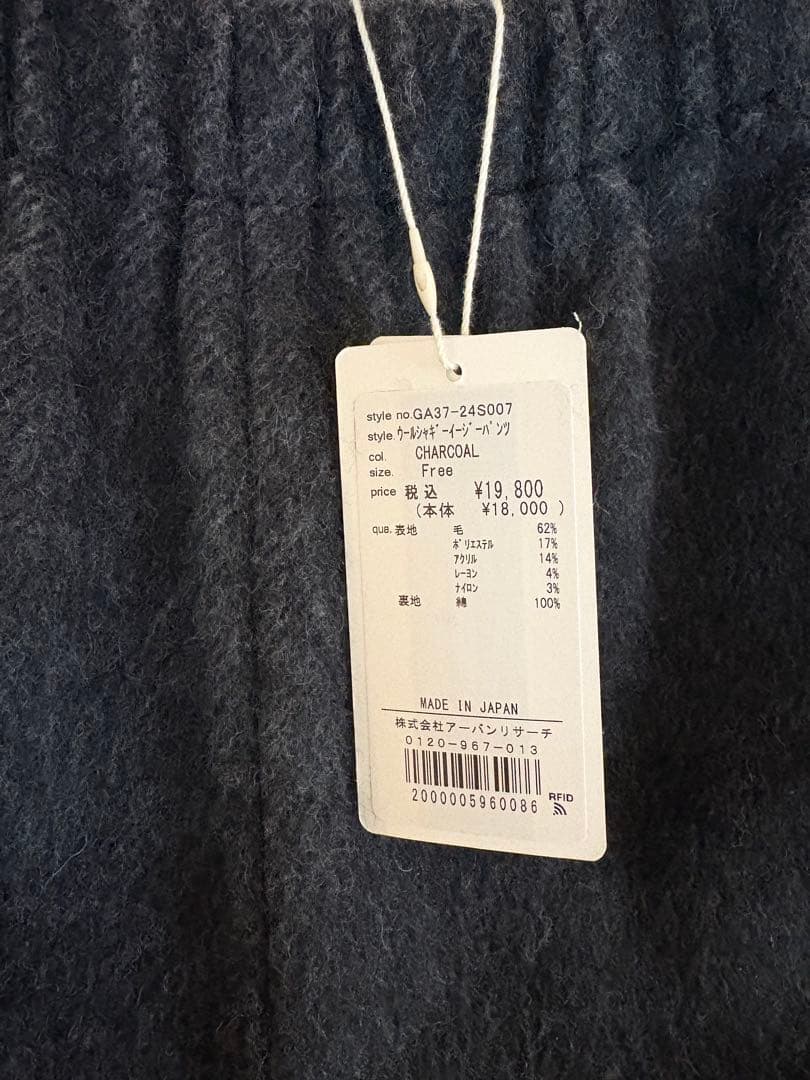 style no.GA37-24S007
style.ｳｰﾙｼｬｷﾞｰｲｰｼﾞｰﾊﾟﾝﾂ
col. CHARCOAL
size. Free
price 税込 ¥19,800
(本体 ¥18,000 )
qua. 表地 毛 62%
ﾎﾟﾘｴｽﾃﾙ 17%
ｱｸﾘﾙ 14%
ﾚｰﾖﾝ 4%
ﾅｲﾛﾝ 3%
裏地 綿 100%
MADE IN JAPAN
株式会社アーバンリサーチ
0120-967-013
2000005960086
RFID